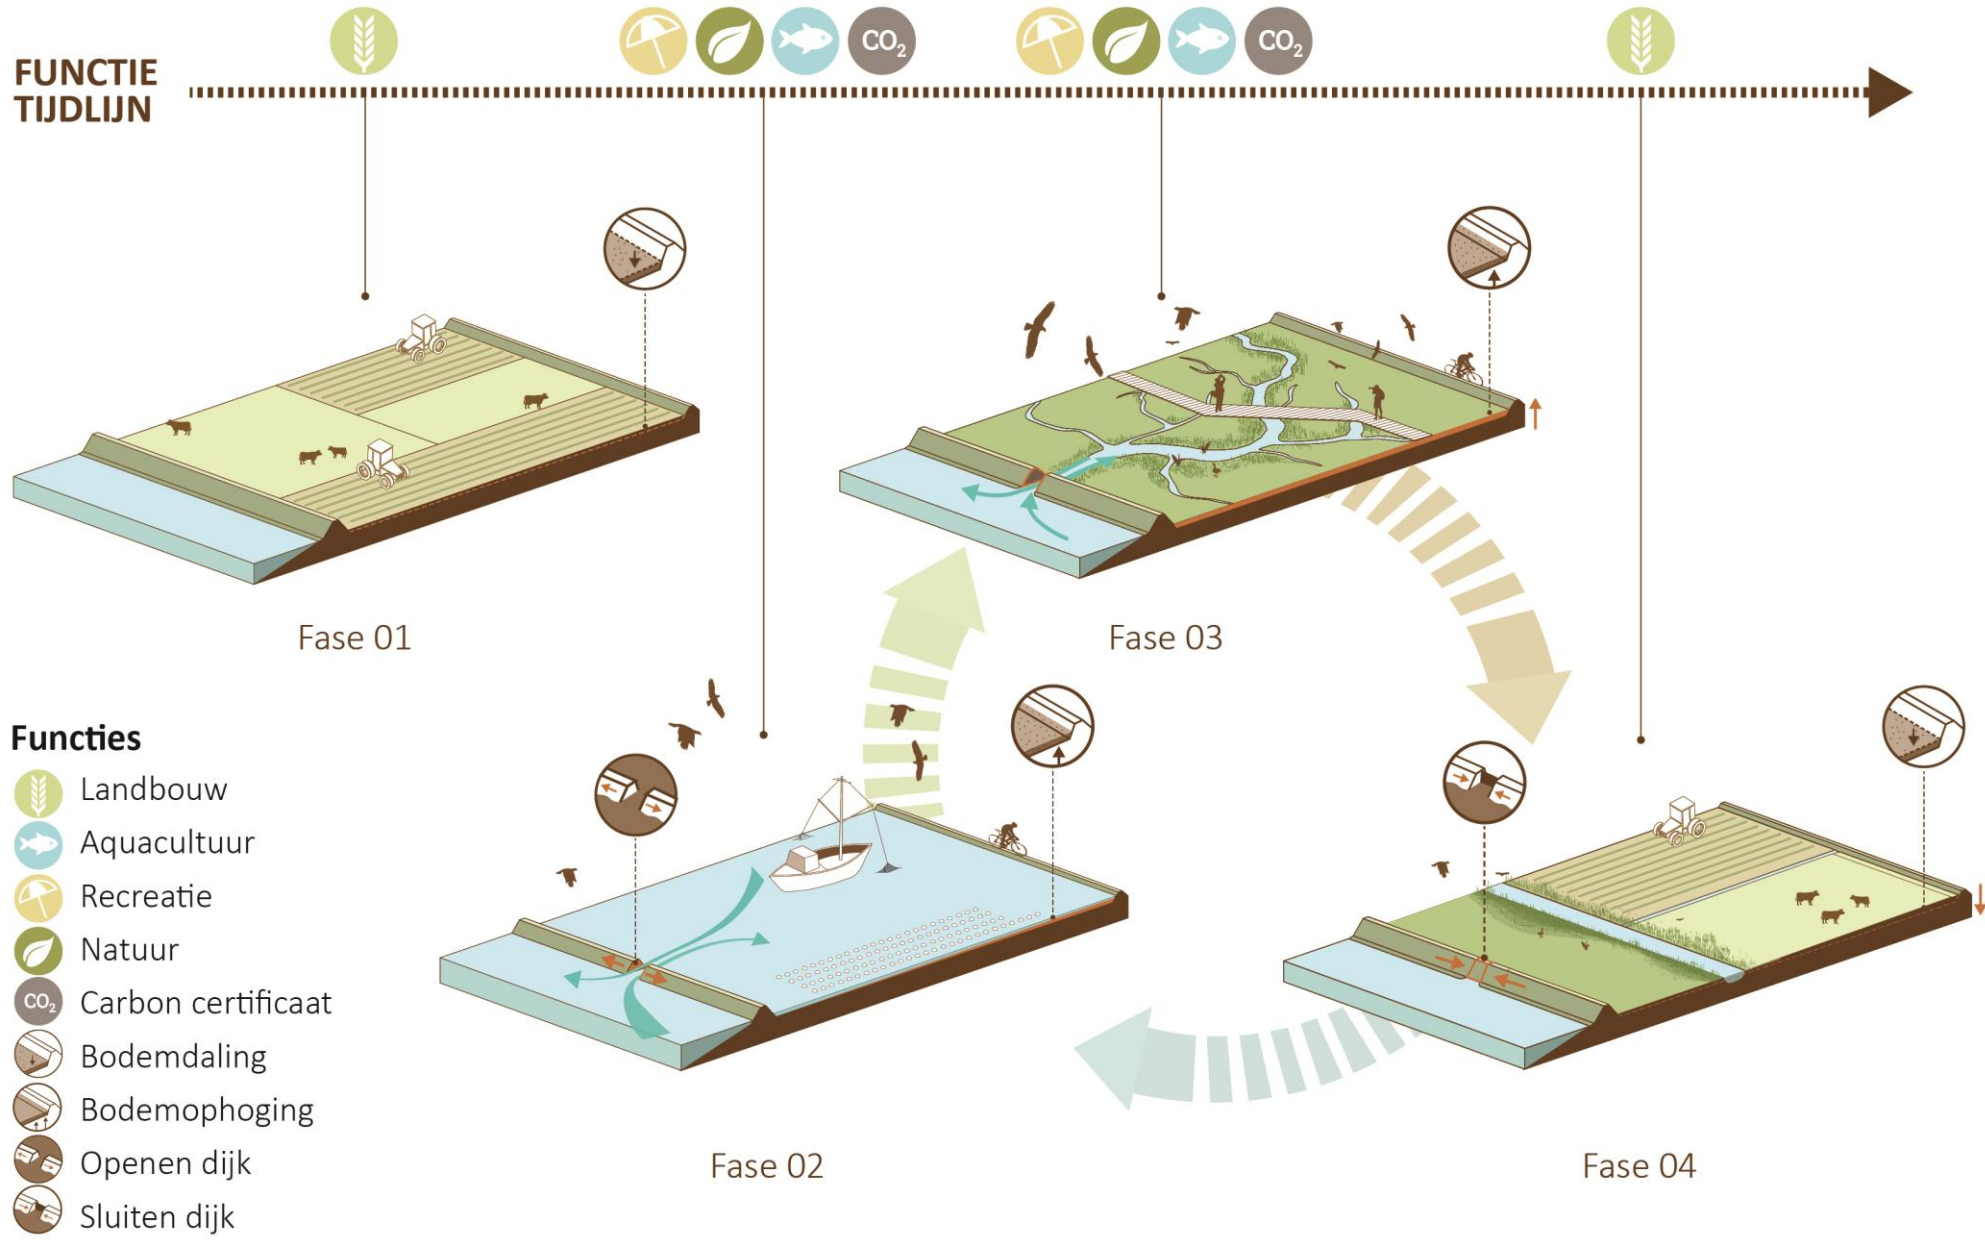 FUNCTIE
TIJDLIJN
CO₂
CO₂
Fase 01
Fase 03
Functies
Landbouw
Aquacultuur
Recreatie
Natuur
CO₂ Carbon certificaat
Bodemdaling
Bodemophoging
Openen dijk
Sluiten dijk
Fase 02
Fase 04